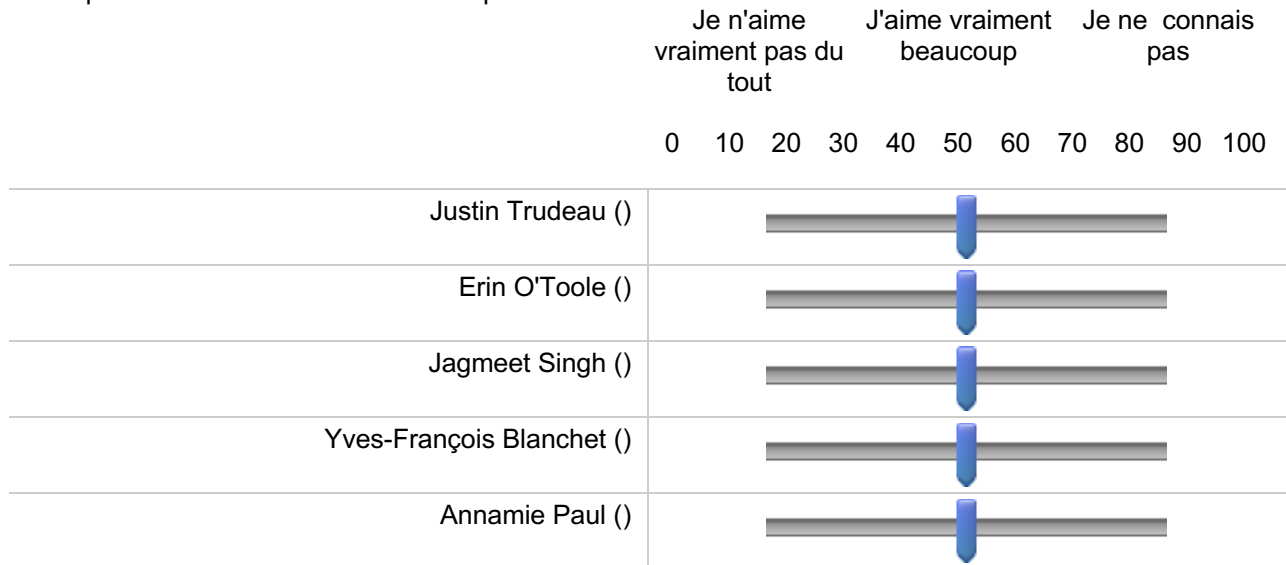 Je n'aime vraiment pas du tout
J'aime vraiment beaucoup
Je ne connais pas
0 10 20 30 40 50 60 70 80 90 100
Justin Trudeau ()
Erin O'Toole ()
Jagmeet Singh ()
Yves-François Blanchet ()
Annamie Paul ()